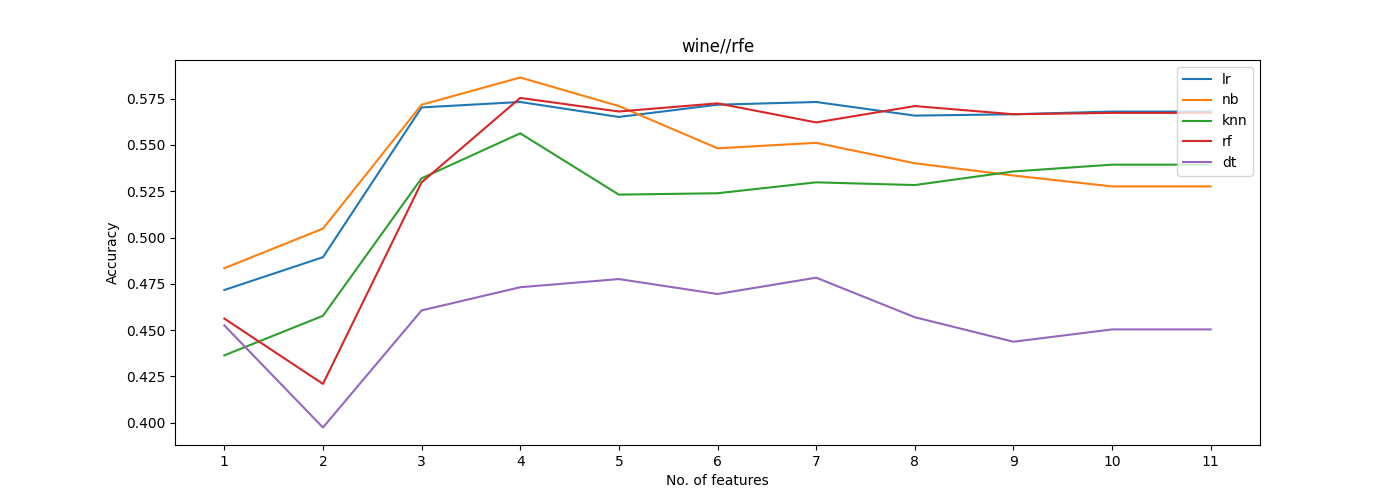 wine//rfe
Accuracy
0.575
0.550
0.525
0.500
0.475
0.450
0.425
0.400
lr
nb
knn
rf
dt
1 2 3 4 5 6 7 8 9 10 11
No. of features